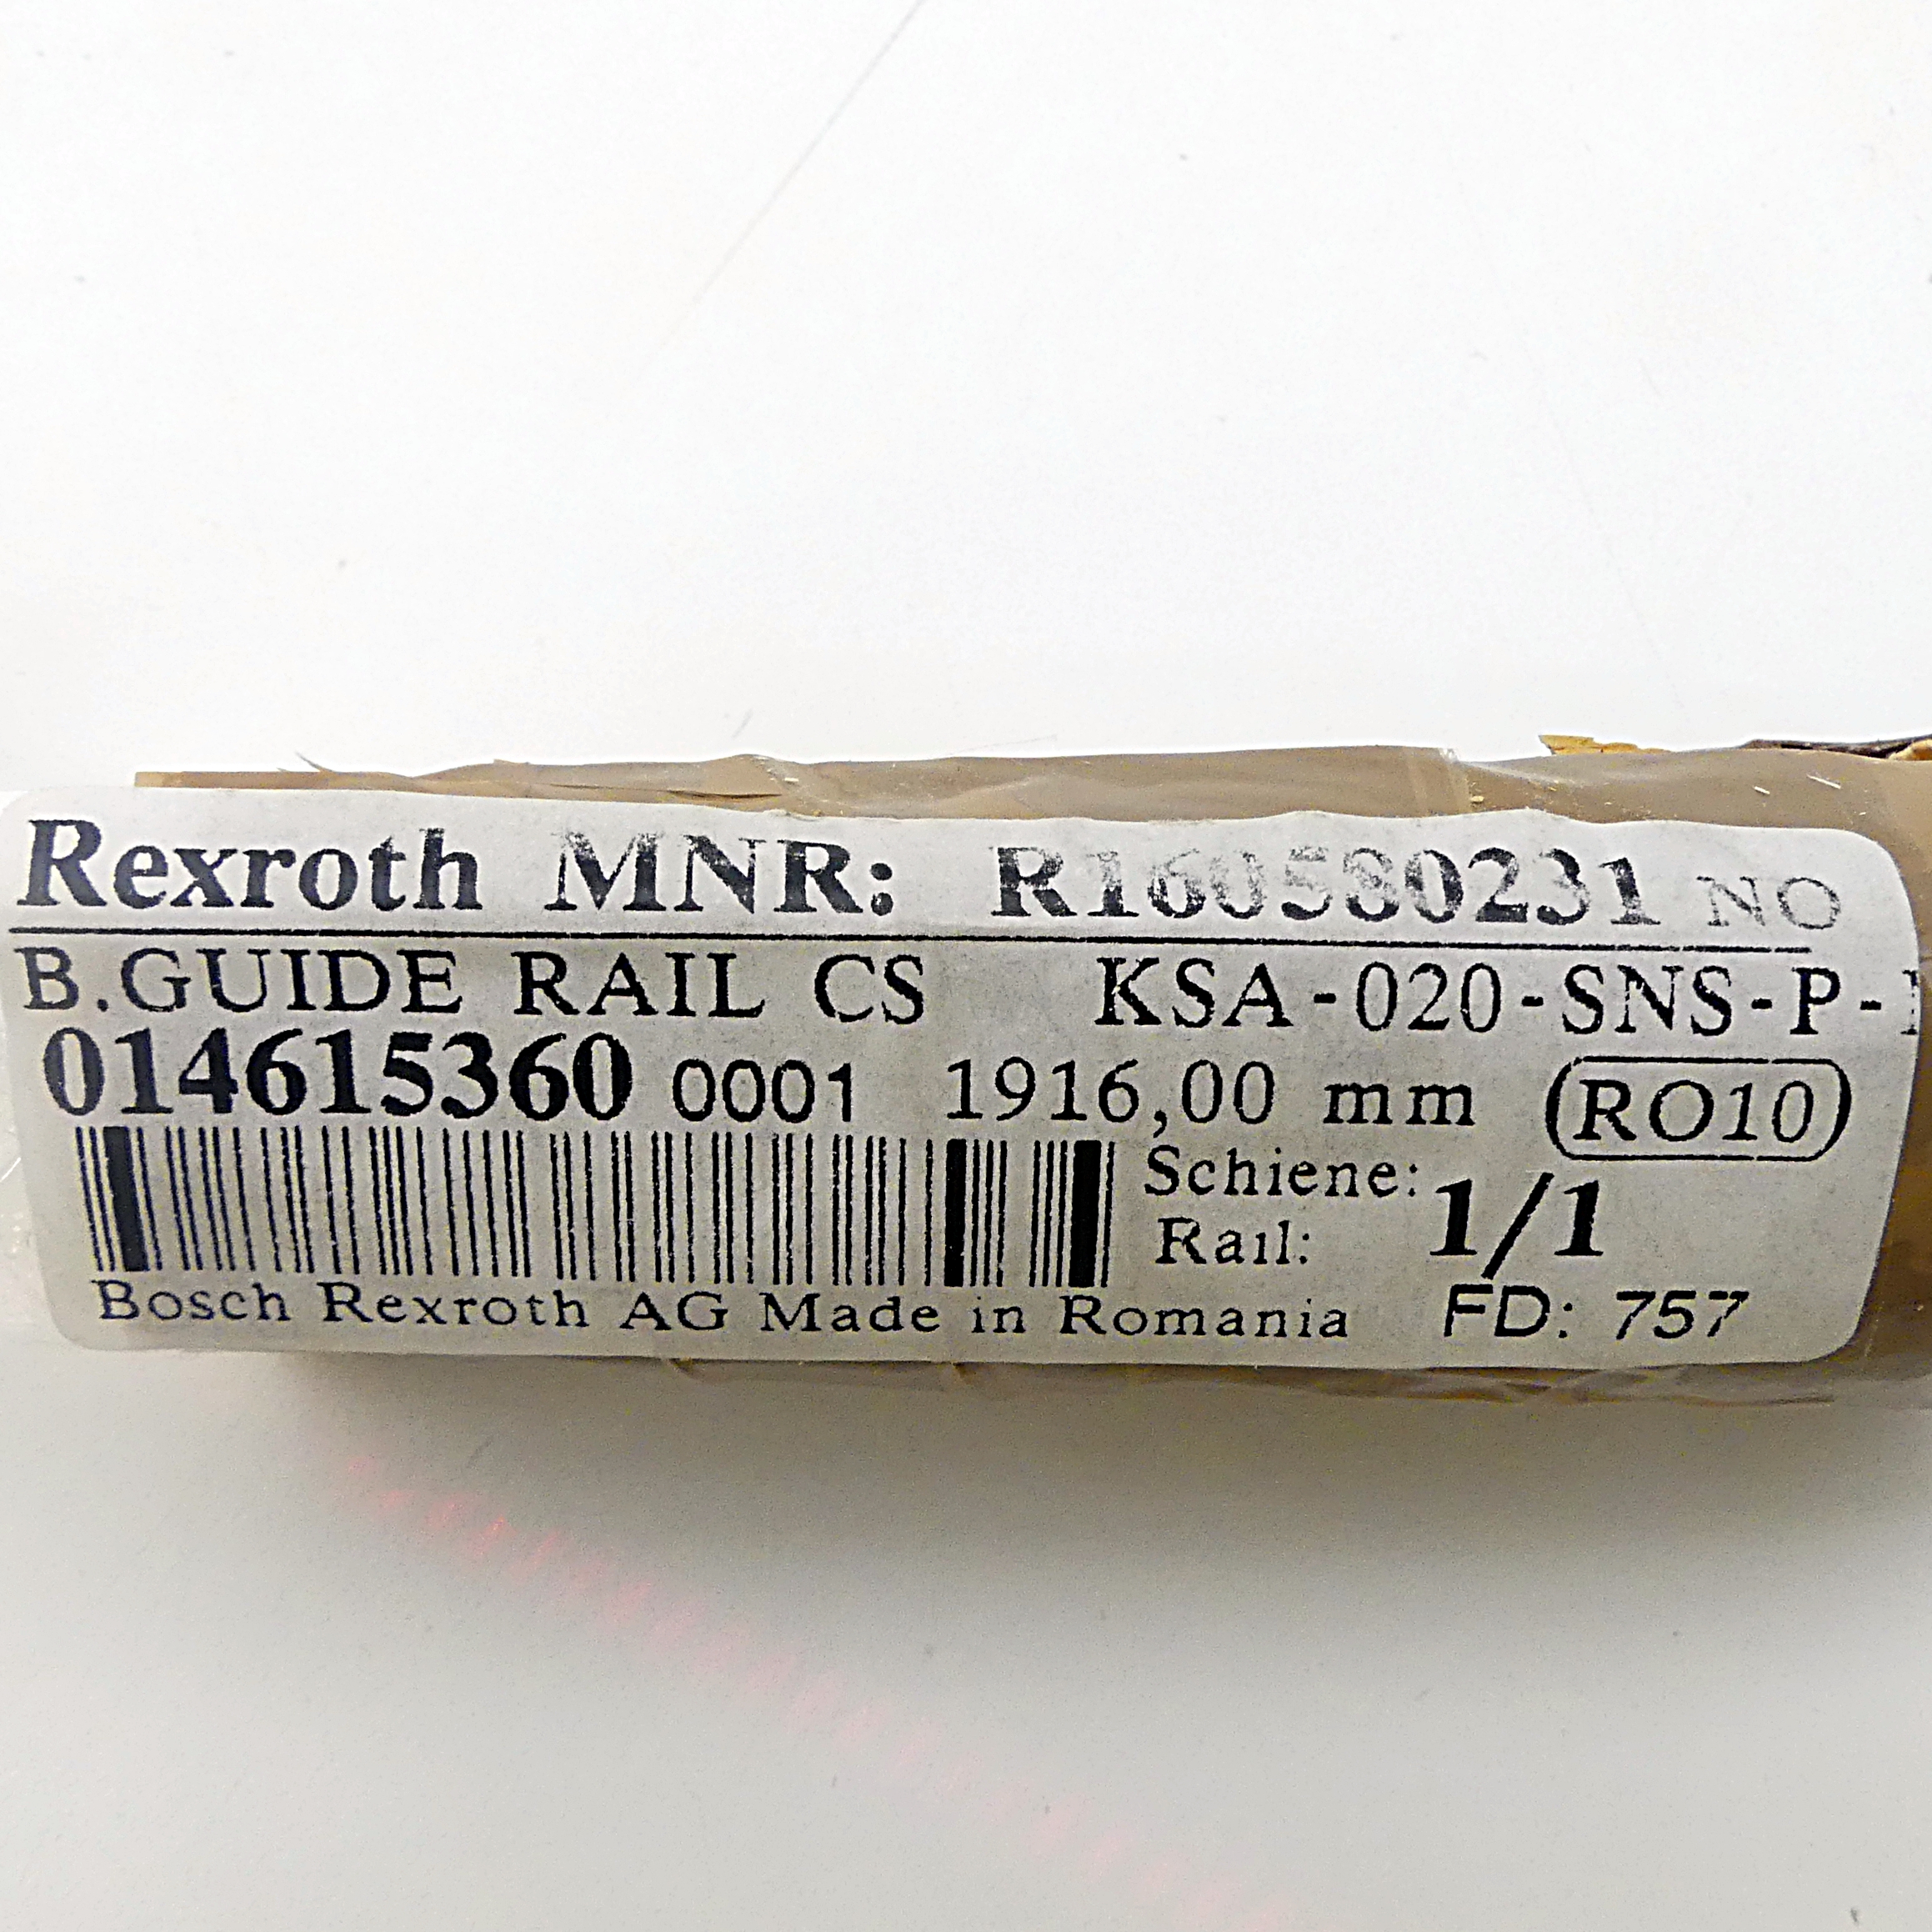 Rexroth MNR: R160580231 NO
B.GUIDE RAIL CS KSA-020-SNS-P-
014615360 0001 1916,00 mm RO10
Schiene: 1/1
Rail:
Bosch Rexroth AG Made in Romania FD: 757